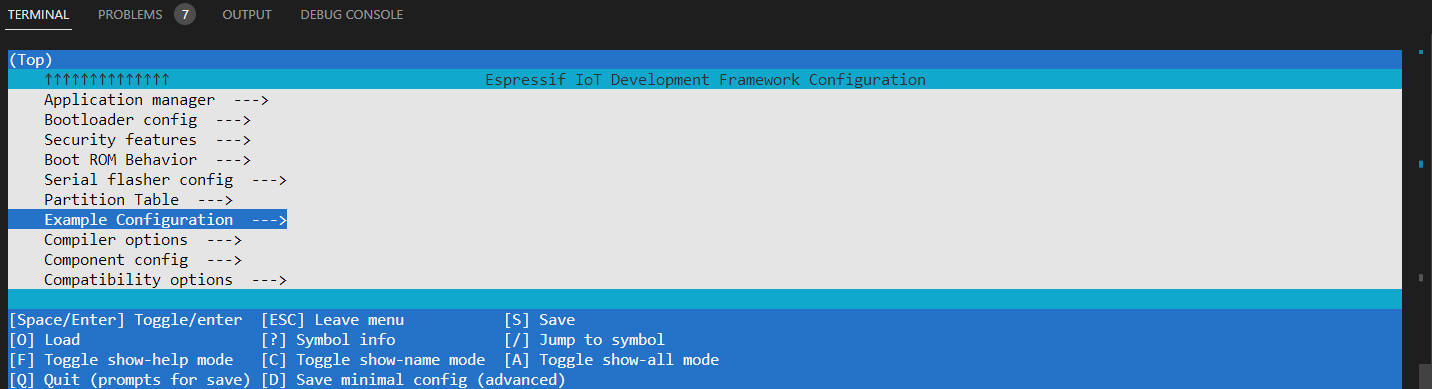 TERMINAL PROBLEMS 7 OUTPUT DEBUG CONSOLE
(Top)
↑↑↑↑↑↑↑↑↑↑↑↑↑↑ Espressif IoT Development Framework Configuration
Application manager --->
Bootloader config --->
Security features --->
Boot ROM Behavior --->
Serial flasher config --->
Partition Table --->
Example Configuration --->
Compiler options --->
Component config --->
Compatibility options --->
[Space/Enter] Toggle/enter [ESC] Leave menu [S] Save
[O] Load [?] Symbol info [/] Jump to symbol
[F] Toggle show-help mode [C] Toggle show-name mode [A] Toggle show-all mode
[Q] Quit (prompts for save) [D] Save minimal config (advanced)